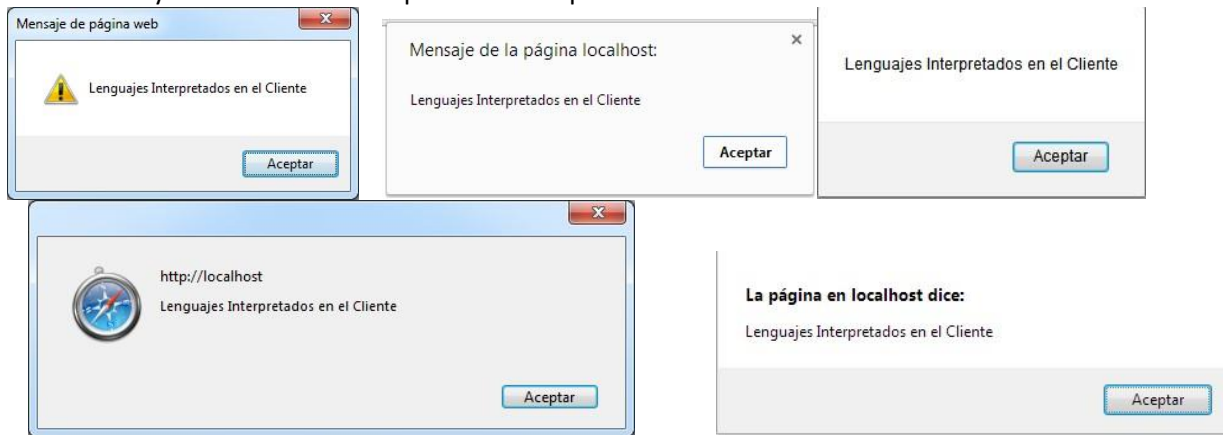 Mensaje de página web
Lenguajes Interpretados en el Cliente
Aceptar
Mensaje de la página localhost:
Lenguajes Interpretados en el Cliente
Aceptar
Lenguajes Interpretados en el Cliente
Aceptar
http://localhost
Lenguajes Interpretados en el Cliente
Aceptar
La página en localhost dice:
Lenguajes Interpretados en el Cliente
Aceptar